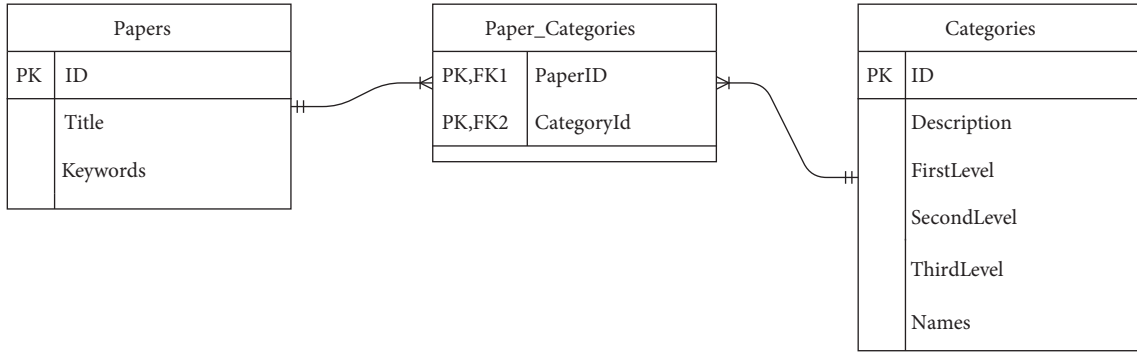 Papers
PK ID
Title
Keywords
Paper_Categories
PK,FK1 PaperID
PK,FK2 CategoryId
Categories
PK ID
Description
FirstLevel
SecondLevel
ThirdLevel
Names